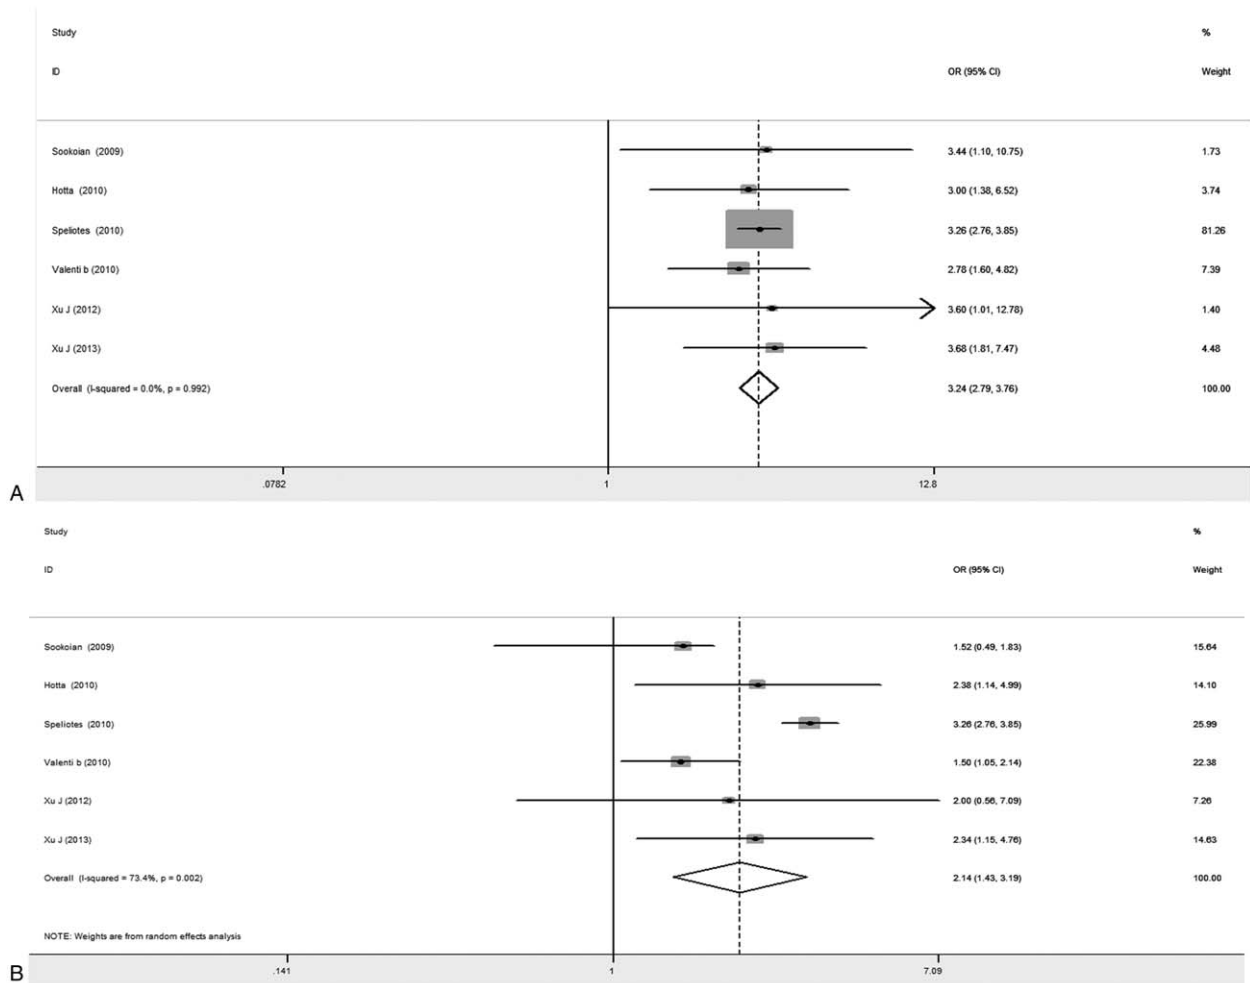 Study %
ID OR (95% CI) Weight
Sookoian (2009) 3.44 (1.10, 10.75) 1.73
Hotta (2010) 3.00 (1.38, 6.52) 3.74
Speliotes (2010) 3.26 (2.76, 3.85) 81.26
Valenti b (2010) 2.78 (1.60, 4.82) 7.39
Xu J (2012) 3.60 (1.01, 12.78) 1.40
Xu J (2013) 3.68 (1.81, 7.47) 4.48
Overall (I-squared = 0.0%, p = 0.992) 3.24 (2.79, 3.76) 100.00
.0782 1 12.8
A
Study %
ID OR (95% CI) Weight
Sookoian (2009) 1.52 (0.49, 1.83) 15.64
Hotta (2010) 2.38 (1.14, 4.99) 14.10
Speliotes (2010) 3.26 (2.76, 3.85) 25.99
Valenti b (2010) 1.50 (1.05, 2.14) 22.38
Xu J (2012) 2.00 (0.56, 7.09) 7.26
Xu J (2013) 2.34 (1.15, 4.76) 14.63
Overall (I-squared = 73.4%, p = 0.002) 2.14 (1.43, 3.19) 100.00
NOTE: Weights are from random effects analysis
.141 1 7.09
B